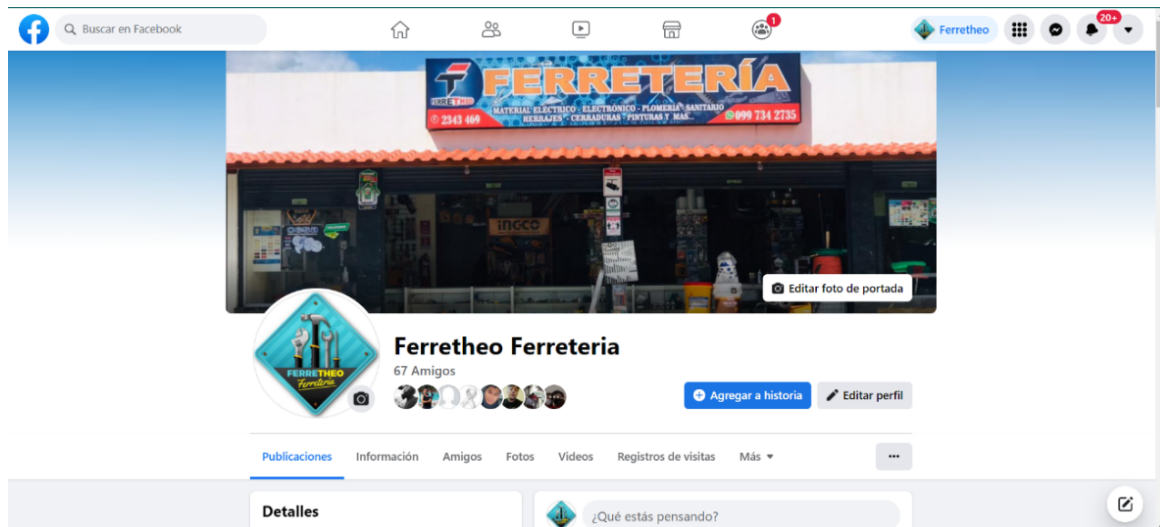 Buscar en Facebook
1
Ferretheo
20+
FERRETERÍA
FERRETHEO
MATERIAL ELÉCTRICO - ELECTRÓNICO - PLOMERIA - SANITARIO
HERRAJES - CERRADURAS - PINTURAS Y MAS...
2343 469
099 734 2735
INGCO
Editar foto de portada
FERRETHEO
Ferretería
Ferretheo Ferreteria
67 Amigos
Agregar a historia
Editar perfil
Publicaciones
Información
Amigos
Fotos
Videos
Registros de visitas
Más
Detalles
¿Qué estás pensando?